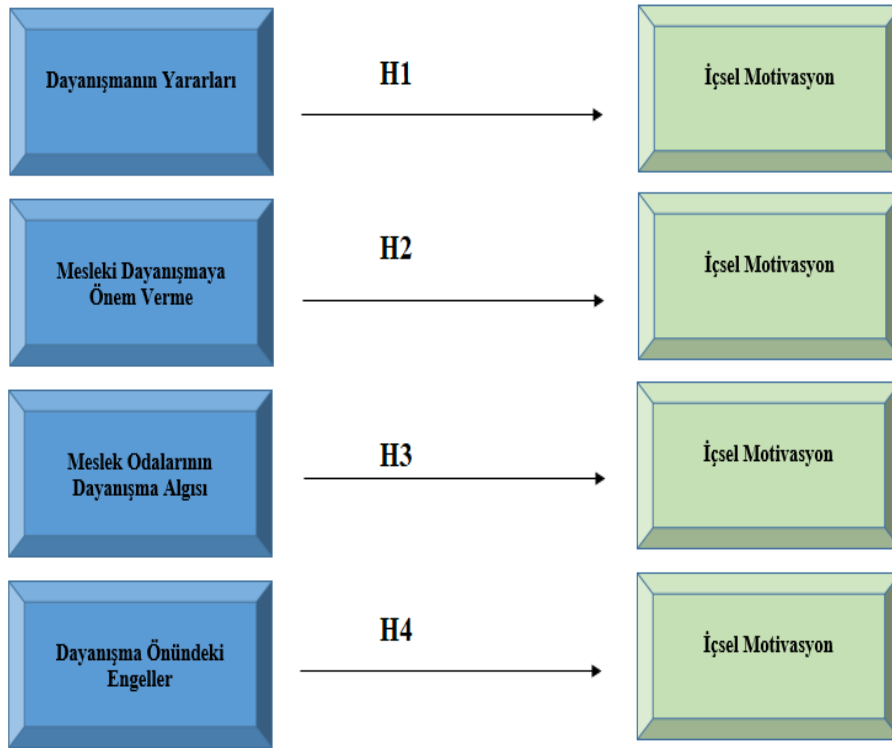 Dayanışmanın Yararları
H1
İçsel Motivasyon
Mesleki Dayanışmaya
Önem Verme
H2
İçsel Motivasyon
Meslek Odalarının
Dayanışma Algısı
H3
İçsel Motivasyon
Dayanışma Önündeki
Engeller
H4
İçsel Motivasyon